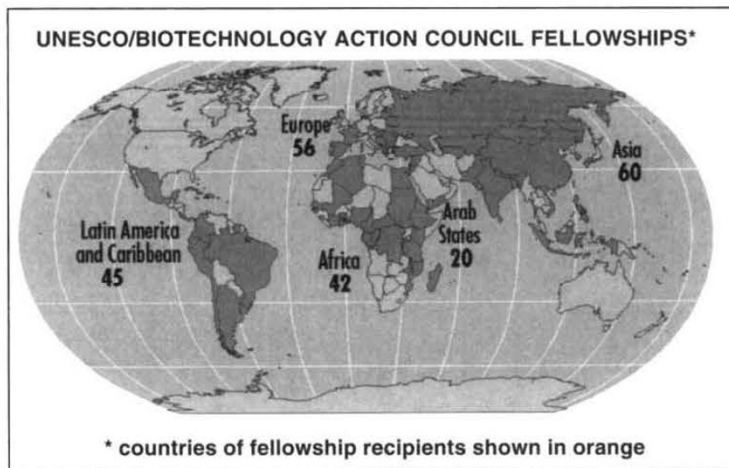 UNESCO/BIOTECHNOLOGY ACTION COUNCIL FELLOWSHIPS*
Europe
56
Asia
60
Latin America
and Caribbean
45
Africa
42
Arab
States
20
* countries of fellowship recipients shown in orange